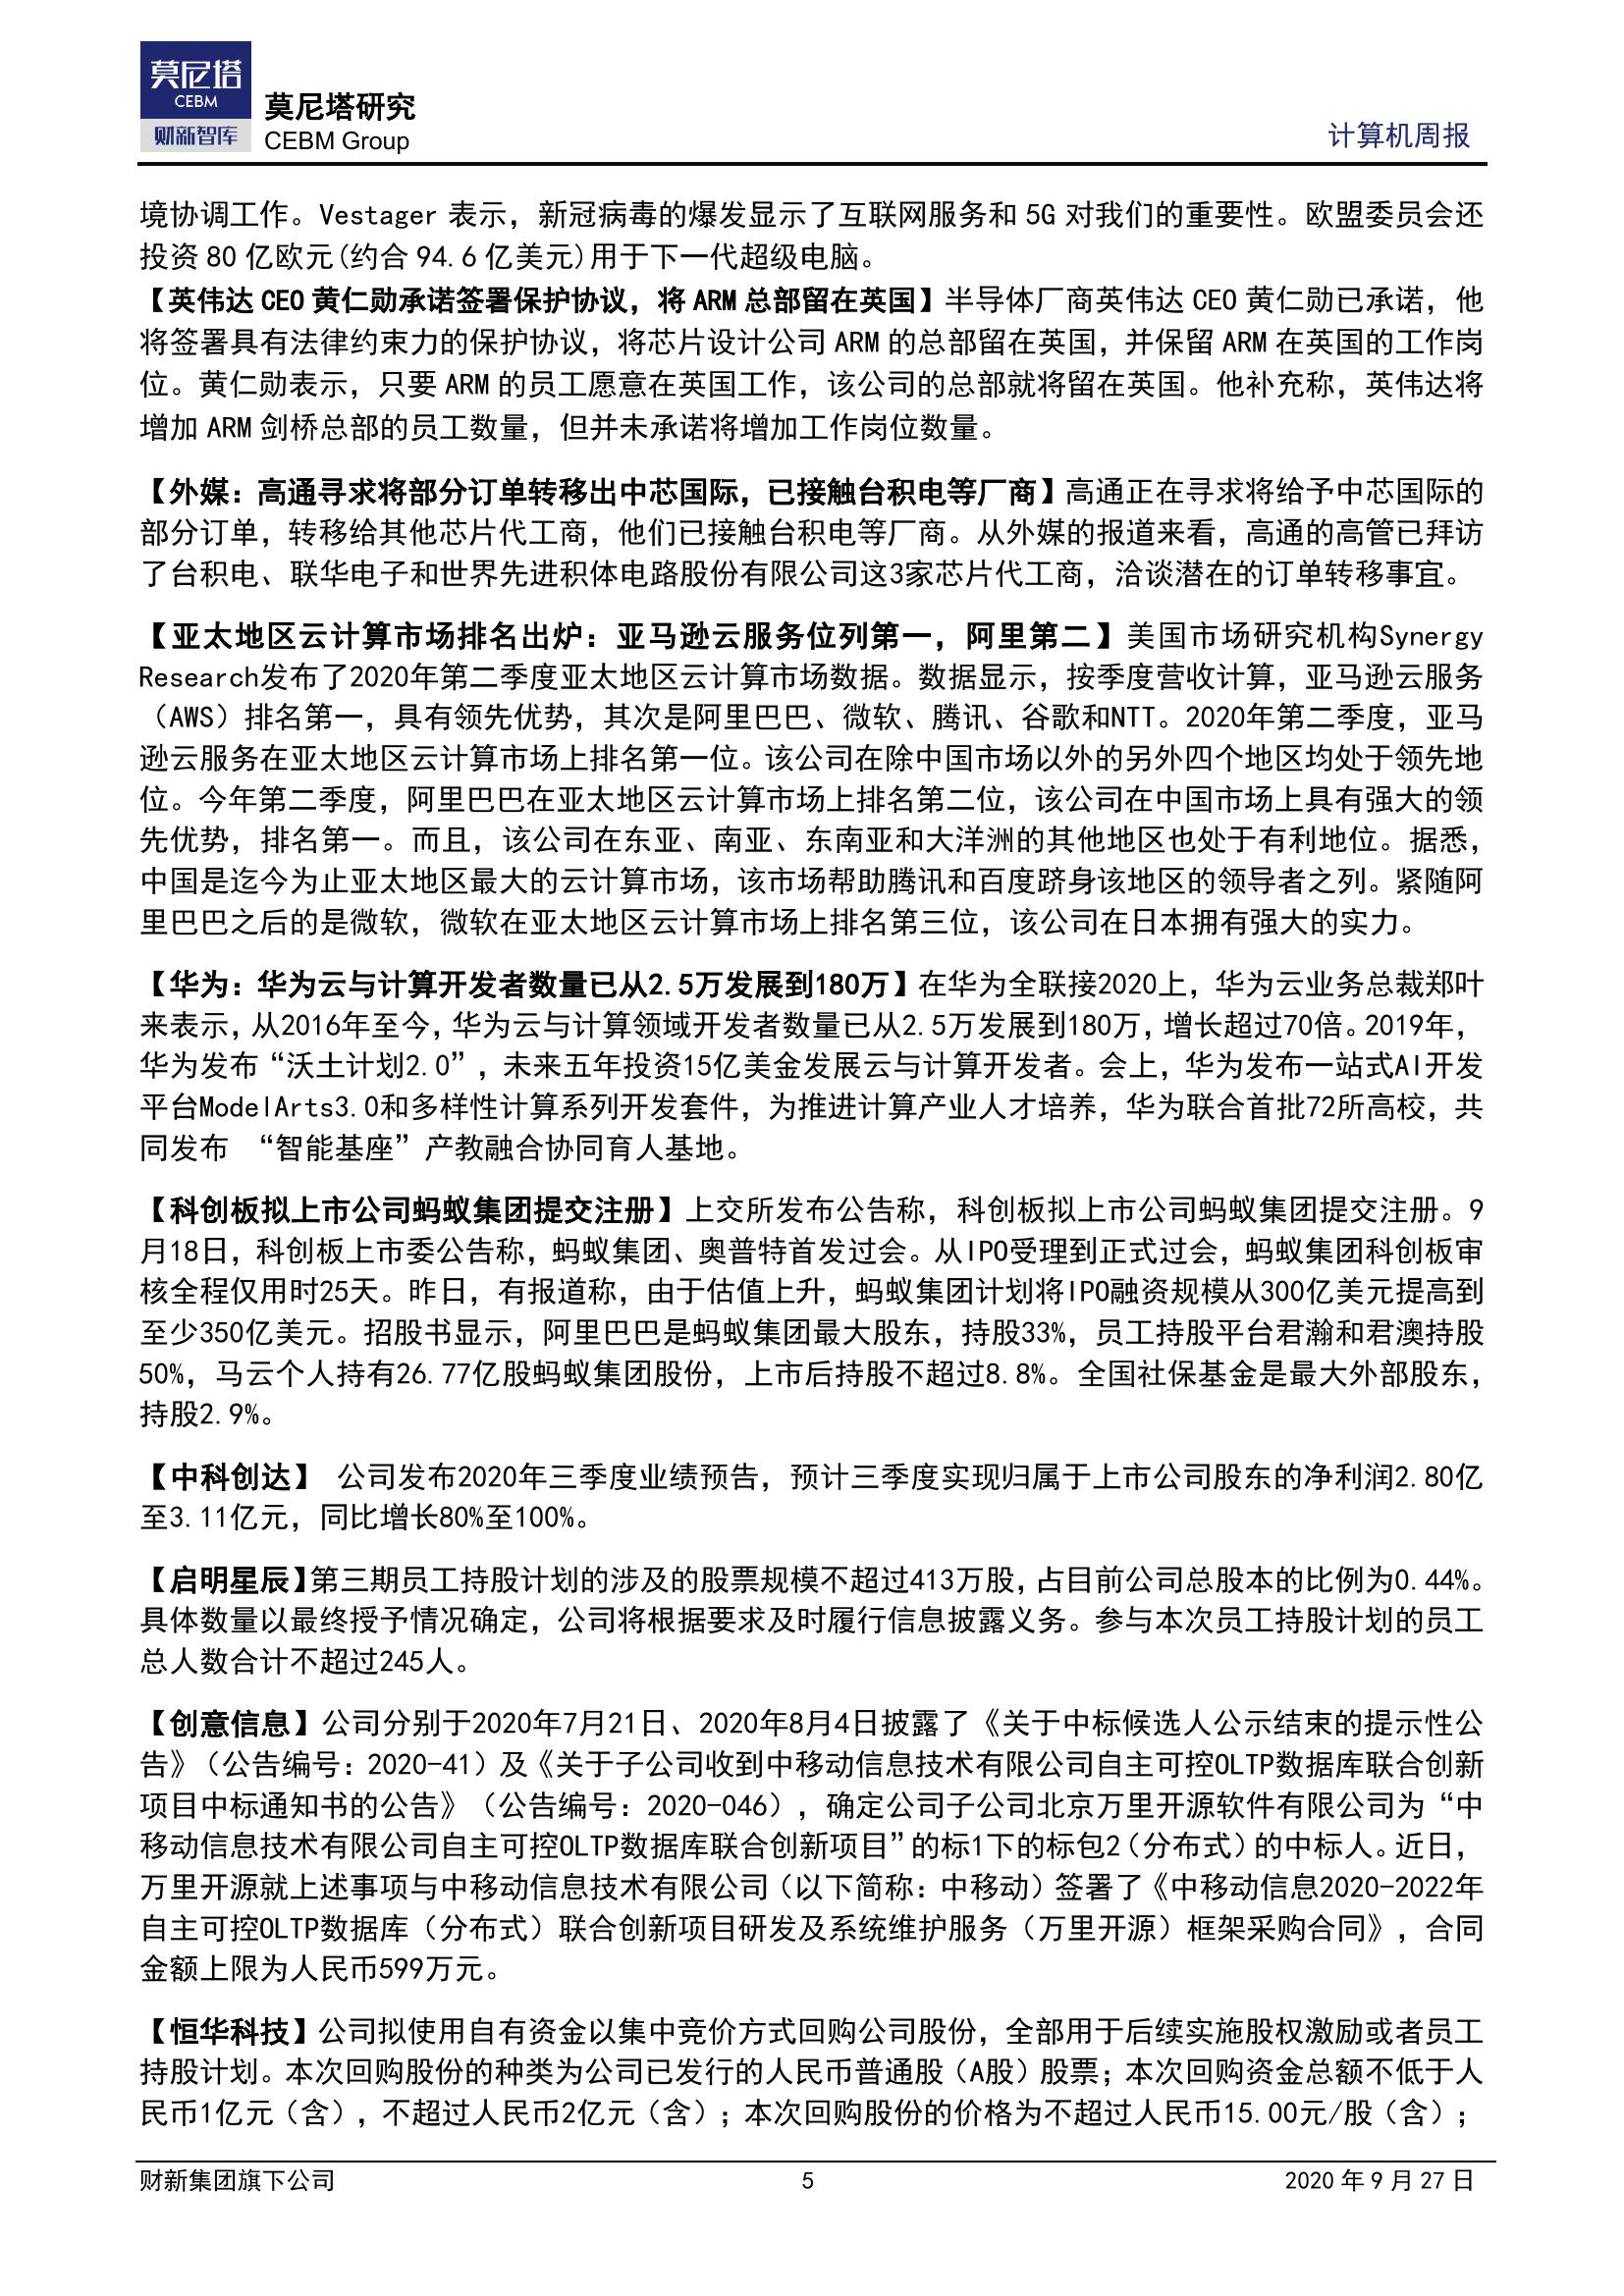 莫尼塔
CEBM
财新智库
莫尼塔研究
CEBM Group
计算机周报
境协调工作。Vestager 表示，新冠病毒的爆发显示了互联网服务和 5G 对我们的重要性。欧盟委员会还
投资 80 亿欧元(约合 94.6 亿美元)用于下一代超级电脑。
【英伟达 CEO 黄仁勋承诺签署保护协议，将 ARM 总部留在英国】半导体厂商英伟达 CEO 黄仁勋已承诺，他
将签署具有法律约束力的保护协议，将芯片设计公司 ARM 的总部留在英国，并保留 ARM 在英国的工作岗
位。黄仁勋表示，只要 ARM 的员工愿意在英国工作，该公司的总部就将留在英国。他补充称，英伟达将
增加 ARM 剑桥总部的员工数量，但并未承诺将增加工作岗位数量。
【外媒：高通寻求将部分订单转移出中芯国际，已接触台积电等厂商】高通正在寻求将给予中芯国际的
部分订单，转移给其他芯片代工商，他们已接触台积电等厂商。从外媒的报道来看，高通的高管已拜访
了台积电、联华电子和世界先进积体电路股份有限公司这3家芯片代工商，洽谈潜在的订单转移事宜。
【亚太地区云计算市场排名出炉：亚马逊云服务位列第一，阿里第二】美国市场研究机构Synergy
Research发布了2020年第二季度亚太地区云计算市场数据。数据显示，按季度营收计算，亚马逊云服务
（AWS）排名第一，具有领先优势，其次是阿里巴巴、微软、腾讯、谷歌和NTT。2020年第二季度，亚马
逊云服务在亚太地区云计算市场上排名第一位。该公司在除中国市场以外的另外四个地区均处于领先地
位。今年第二季度，阿里巴巴在亚太地区云计算市场上排名第二位，该公司在中国市场上具有强大的领
先优势，排名第一。而且，该公司在东亚、南亚、东南亚和大洋洲的其他地区也处于有利地位。据悉，
中国是迄今为止亚太地区最大的云计算市场，该市场帮助腾讯和百度跻身该地区的领导者之列。紧随阿
里巴巴之后的是微软，微软在亚太地区云计算市场上排名第三位，该公司在日本拥有强大的实力。
【华为：华为云与计算开发者数量已从2.5万发展到180万】在华为全联接2020上，华为云业务总裁郑叶
来表示，从2016年至今，华为云与计算领域开发者数量已从2.5万发展到180万，增长超过70倍。2019年，
华为发布“沃土计划2.0”，未来五年投资15亿美金发展云与计算开发者。会上，华为发布一站式AI开发
平台ModelArts3.0和多样性计算系列开发套件，为推进计算产业人才培养，华为联合首批72所高校，共
同发布 “智能基座”产教融合协同育人基地。
【科创板拟上市公司蚂蚁集团提交注册】上交所发布公告称，科创板拟上市公司蚂蚁集团提交注册。9
月18日，科创板上市委公告称，蚂蚁集团、奥普特首发过会。从IPO受理到正式过会，蚂蚁集团科创板审
核全程仅用时25天。昨日，有报道称，由于估值上升，蚂蚁集团计划将IPO融资规模从300亿美元提高到
至少350亿美元。招股书显示，阿里巴巴是蚂蚁集团最大股东，持股33%，员工持股平台君瀚和君澳持股
50%，马云个人持有26.77亿股蚂蚁集团股份，上市后持股不超过8.8%。全国社保基金是最大外部股东，
持股2.9%。
【中科创达】 公司发布2020年三季度业绩预告，预计三季度实现归属于上市公司股东的净利润2.80亿
至3.11亿元，同比增长80%至100%。
【启明星辰】第三期员工持股计划的涉及的股票规模不超过413万股，占目前公司总股本的比例为0.44%。
具体数量以最终授予情况确定，公司将根据要求及时履行信息披露义务。参与本次员工持股计划的员工
总人数合计不超过245人。
【创意信息】公司分别于2020年7月21日、2020年8月4日披露了《关于中标候选人公示结束的提示性公
告》（公告编号：2020-41）及《关于子公司收到中移动信息技术有限公司自主可控OLTP数据库联合创新
项目中标通知书的公告》（公告编号：2020-046），确定公司子公司北京万里开源软件有限公司为“中
移动信息技术有限公司自主可控OLTP数据库联合创新项目”的标1下的标包2（分布式）的中标人。近日，
万里开源就上述事项与中移动信息技术有限公司（以下简称：中移动）签署了《中移动信息2020-2022年
自主可控OLTP数据库（分布式）联合创新项目研发及系统维护服务（万里开源）框架采购合同》，合同
金额上限为人民币599万元。
【恒华科技】公司拟使用自有资金以集中竞价方式回购公司股份，全部用于后续实施股权激励或者员工
持股计划。本次回购股份的种类为公司已发行的人民币普通股（A股）股票；本次回购资金总额不低于人
民币1亿元（含），不超过人民币2亿元（含）；本次回购股份的价格为不超过人民币15.00元/股（含）；
财新集团旗下公司
5
2020 年 9 月 27 日